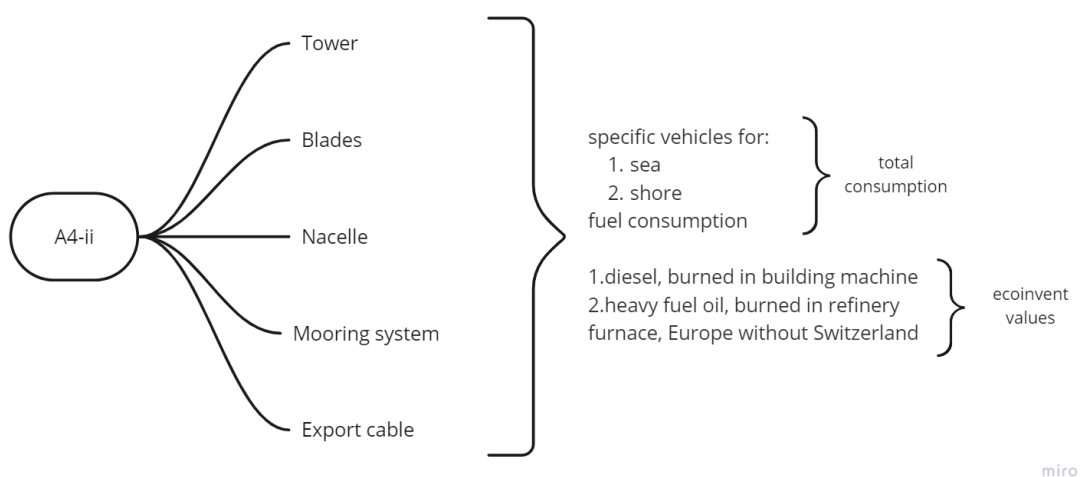 A4-ii
Tower
Blades
Nacelle
Mooring system
Export cable
specific vehicles for:
1. sea
2. shore
fuel consumption
total
consumption
1.diesel, burned in building machine
2.heavy fuel oil, burned in refinery
furnace, Europe without Switzerland
ecoinvent
values
miro